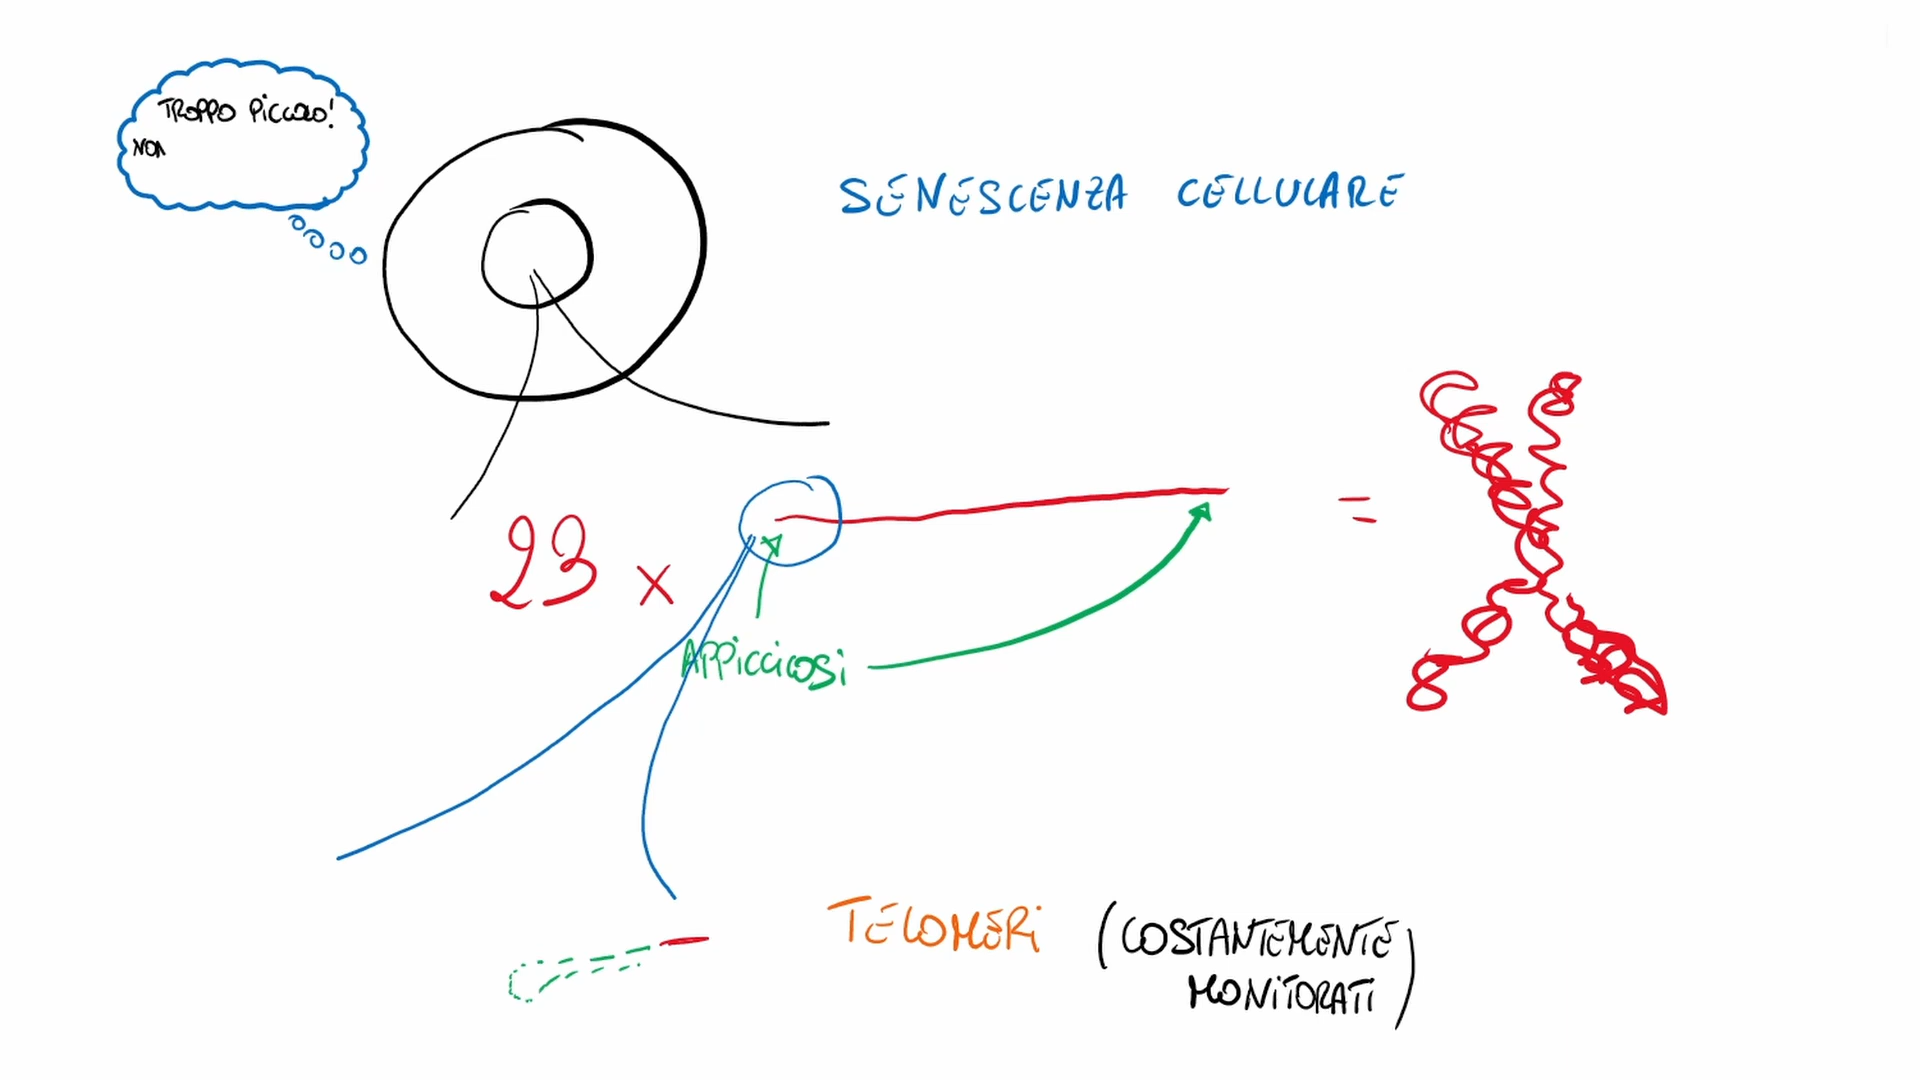 TROPPO PICCOLO!
NON
SENESCENZA CELLULARE
23 x
=
APPICCICOSI
TELOMERI (COSTANTEMENTE
MONITORATI)